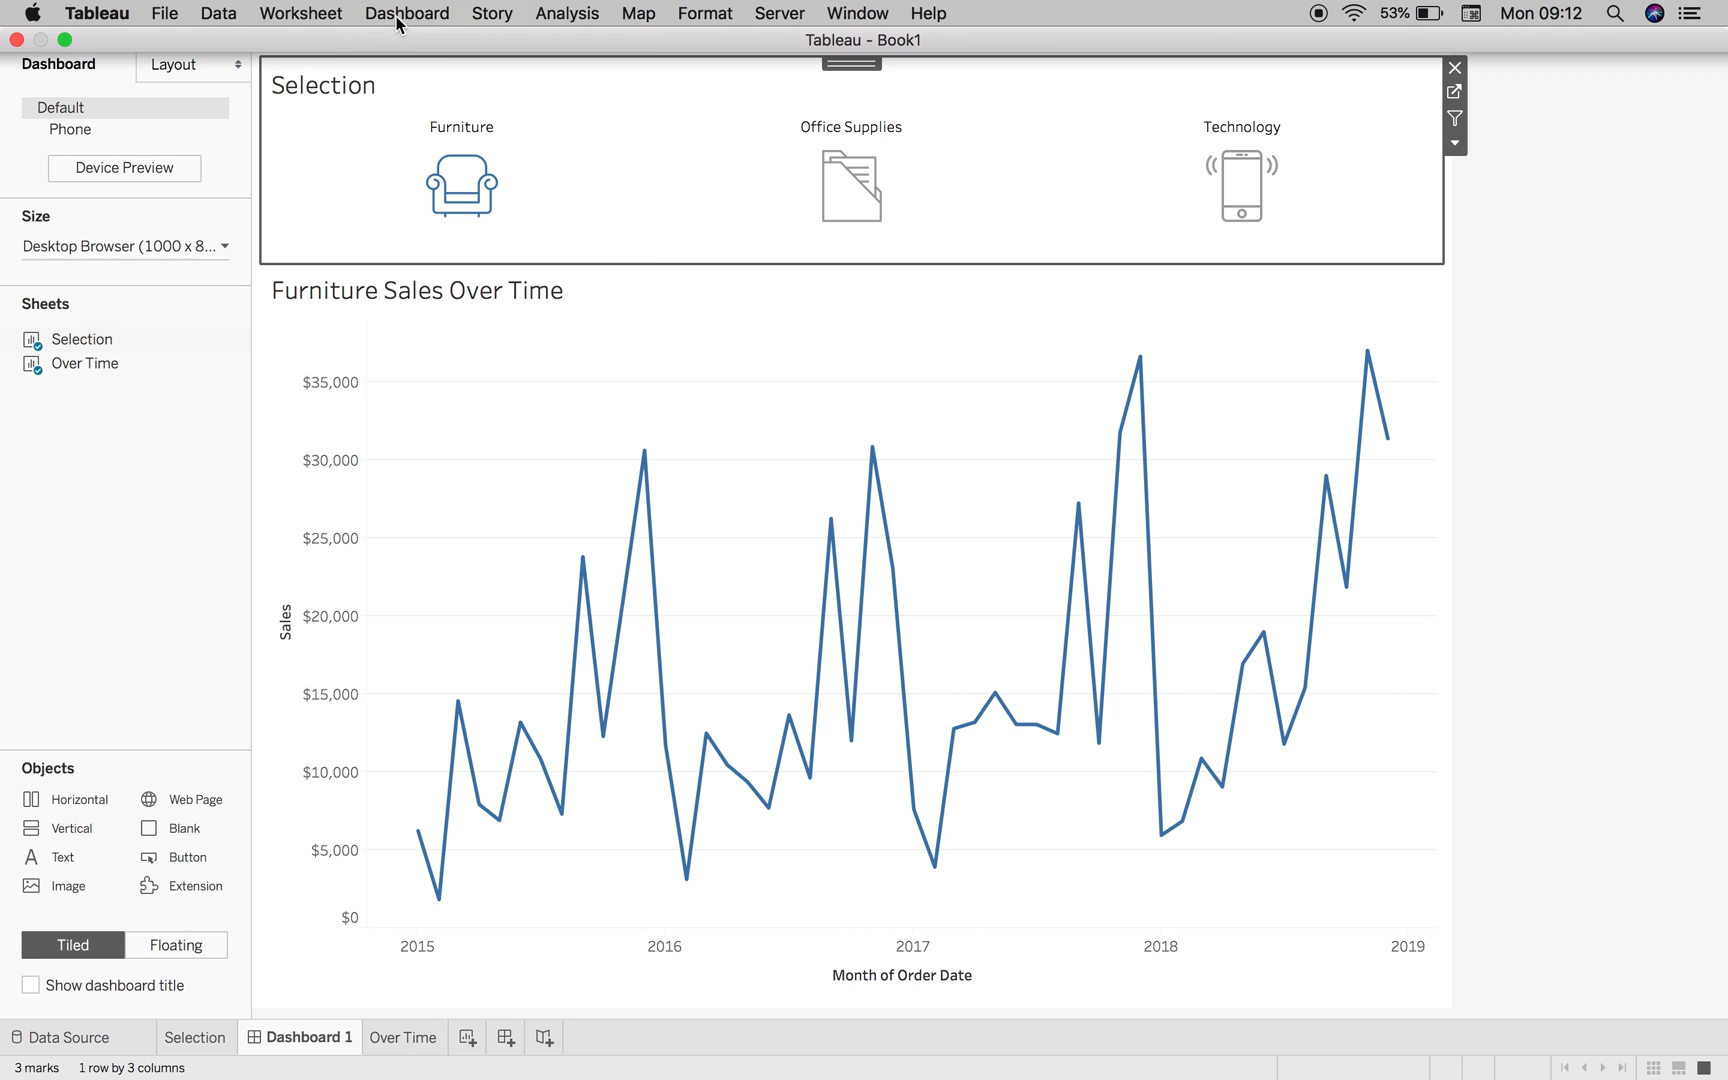 Tableau File Data Worksheet Dashboard Story Analysis Map Format Server Window Help 53% Mon 09:12
Tableau - Book1
Dashboard Layout
Default
Phone
Device Preview
Size
Desktop Browser (1000 x 8...
Sheets
Selection
Over Time
Objects
Horizontal Web Page
Vertical Blank
Text Button
Image Extension
Tiled Floating
Show dashboard title
Selection
Furniture Office Supplies Technology
Furniture Sales Over Time
$35,000
$30,000
$25,000
$20,000
$15,000
$10,000
$5,000
$0
Sales
2015 2016 2017 2018 2019
Month of Order Date
Data Source Selection Dashboard 1 Over Time
3 marks 1 row by 3 columns